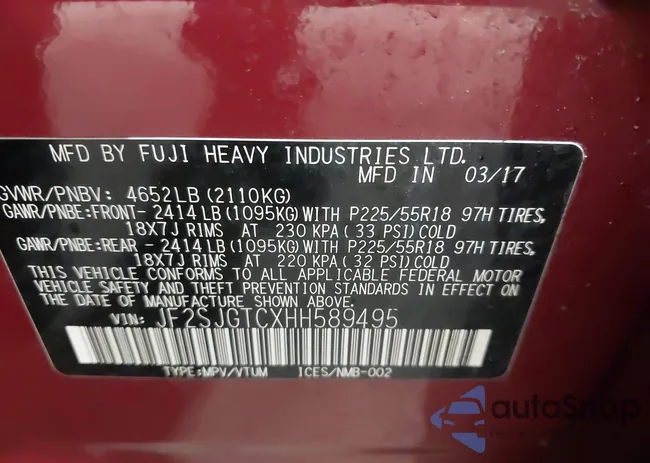 MFD BY FUJI HEAVY INDUSTRIES LTD.
MFD IN 03/17
GVWR/PNBV: 4652LB (2110KG)
GAWR/PNBE:FRONT- 2414 LB (1095KG) WITH P225/55R18 97H TIRES,
18X7J RIMS AT 230 KPA (33 PSI) COLD
GAWR/PNBE:REAR - 2414 LB (1095KG) WITH P225/55R18 97H TIRES,
18X7J RIMS AT 220 KPA (32 PSI) COLD
THIS VEHICLE CONFORMS TO ALL APPLICABLE FEDERAL MOTOR
VEHICLE SAFETY AND THEFT PREVENTION STANDARDS IN EFFECT ON
THE DATE OF MANUFACTURE SHOWN ABOVE.
VIN: JF2SJGTCXHH589495
TYPE:MPV/VTUM ICES/NMB-002
autoSnap